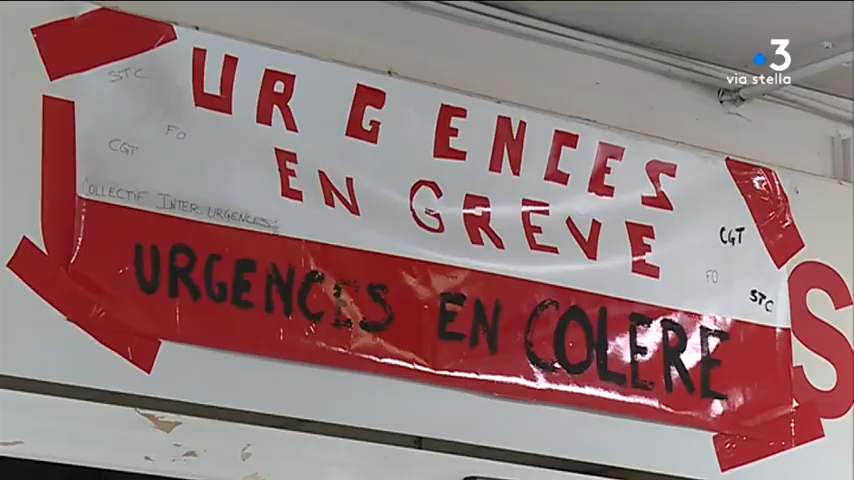 3
via stella
URGENCES
EN GREVE
STC
FO
CGT
COLLECTIF INTER URGENCES
CGT
FO
STC
URGENCES EN COLERE
S